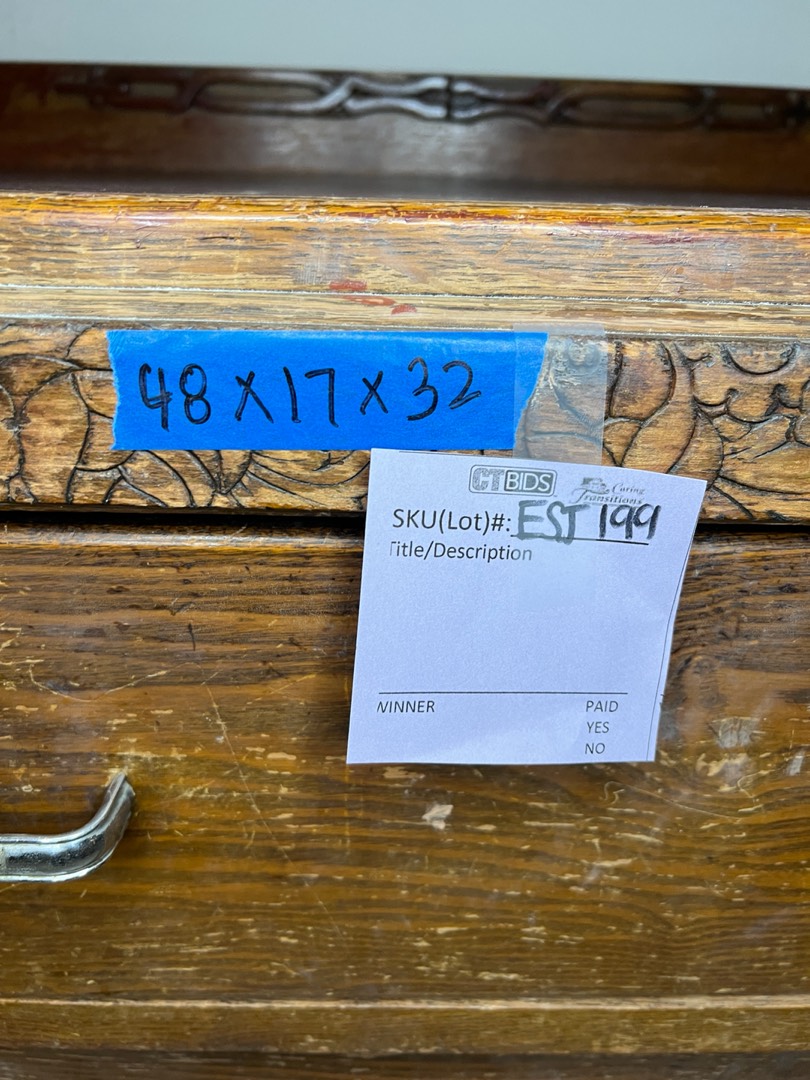 48 x 17 x 32
CTBIDS
Caring
Transitions
SKU(Lot)#: EST 199
Title/Description
WINNER
PAID
YES
NO